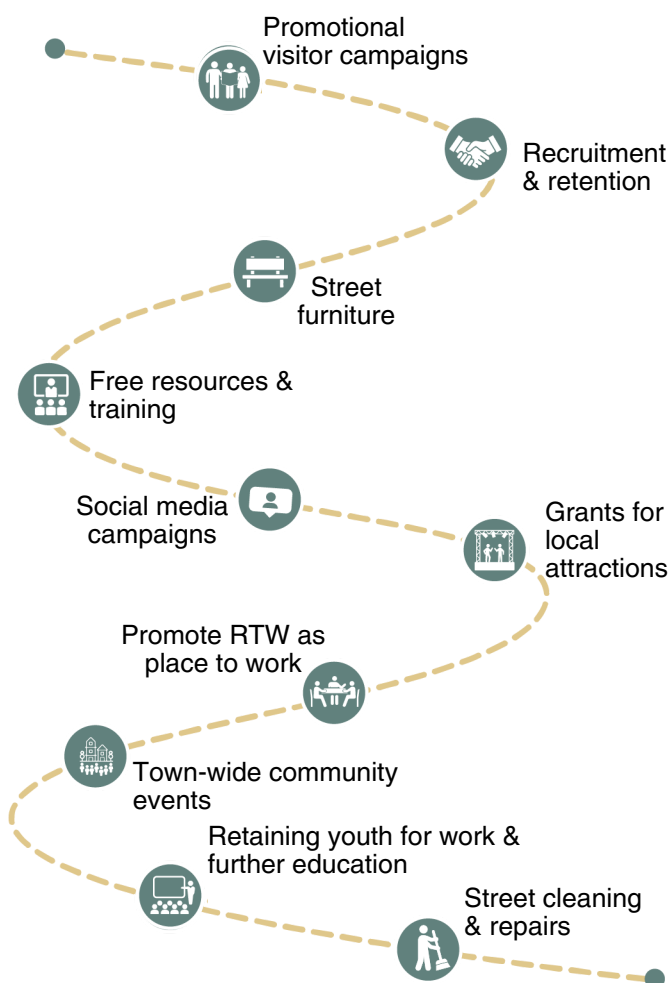 Promotional
visitor campaigns
Recruitment
& retention
Street
furniture
Free resources &
training
Social media
campaigns
Grants for
local
attractions
Promote RTW as
place to work
Town-wide community
events
Retaining youth for work &
further education
Street cleaning
& repairs